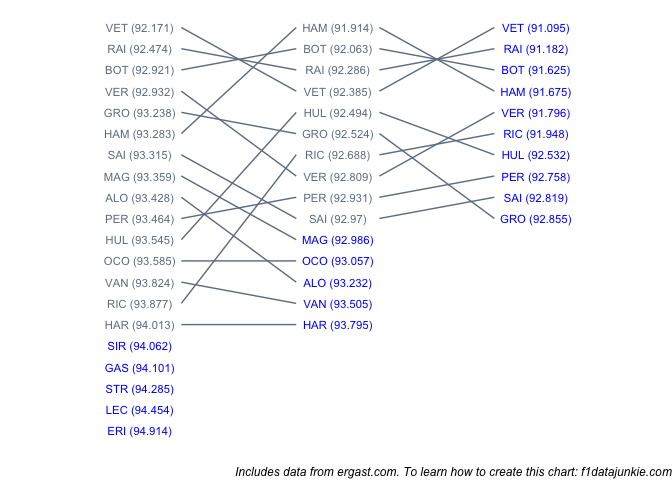 VET (92.171) HAM (91.914) VET (91.095)
RAI (92.474) BOT (92.063) RAI (91.182)
BOT (92.921) RAI (92.286) BOT (91.625)
VER (92.932) VET (92.385) HAM (91.675)
GRO (93.238) HUL (92.494) VER (91.796)
HAM (93.283) GRO (92.524) RIC (91.948)
SAI (93.315) RIC (92.688) HUL (92.532)
MAG (93.359) VER (92.809) PER (92.758)
ALO (93.428) PER (92.931) SAI (92.819)
PER (93.464) SAI (92.97) GRO (92.855)
HUL (93.545) MAG (92.986)
OCO (93.585) OCO (93.057)
VAN (93.824) ALO (93.232)
RIC (93.877) VAN (93.505)
HAR (94.013) HAR (93.795)
SIR (94.062)
GAS (94.101)
STR (94.285)
LEC (94.454)
ERI (94.914)
Includes data from ergast.com. To learn how to create this chart: f1datajunkie.com